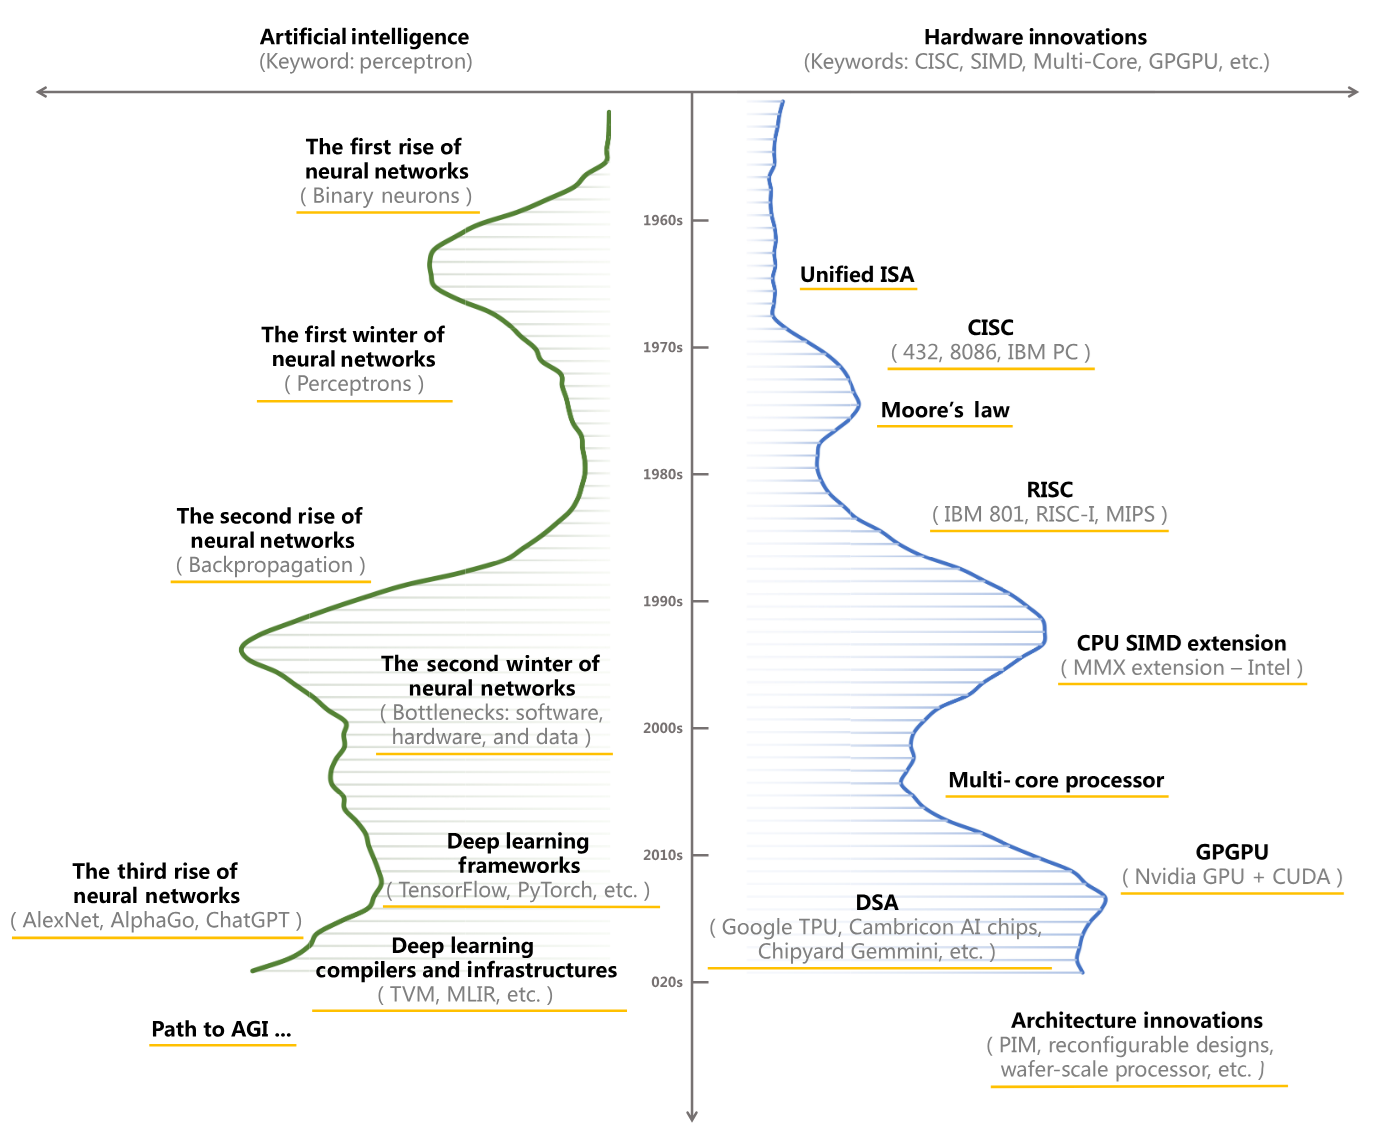 Artificial intelligence
(Keyword: perceptron)
Hardware innovations
(Keywords: CISC, SIMD, Multi-Core, GPGPU, etc.)
The first rise of
neural networks
( Binary neurons )
1960s
Unified ISA
The first winter of
neural networks
( Perceptrons )
1970s
CISC
( 432, 8086, IBM PC )
Moore's law
1980s
RISC
( IBM 801, RISC-I, MIPS )
The second rise of
neural networks
( Backpropagation )
1990s
CPU SIMD extension
( MMX extension – Intel )
The second winter of
neural networks
( Bottlenecks: software,
hardware, and data )
2000s
Multi- core processor
Deep learning
frameworks
( TensorFlow, PyTorch, etc. )
2010s
GPGPU
( Nvidia GPU + CUDA )
The third rise of
neural networks
( AlexNet, AlphaGo, ChatGPT )
DSA
( Google TPU, Cambricon AI chips,
Chipyard Gemmini, etc. )
Deep learning
compilers and infrastructures
( TVM, MLIR, etc. )
020s
Path to AGI ...
Architecture innovations
( PIM, reconfigurable designs,
wafer-scale processor, etc. )